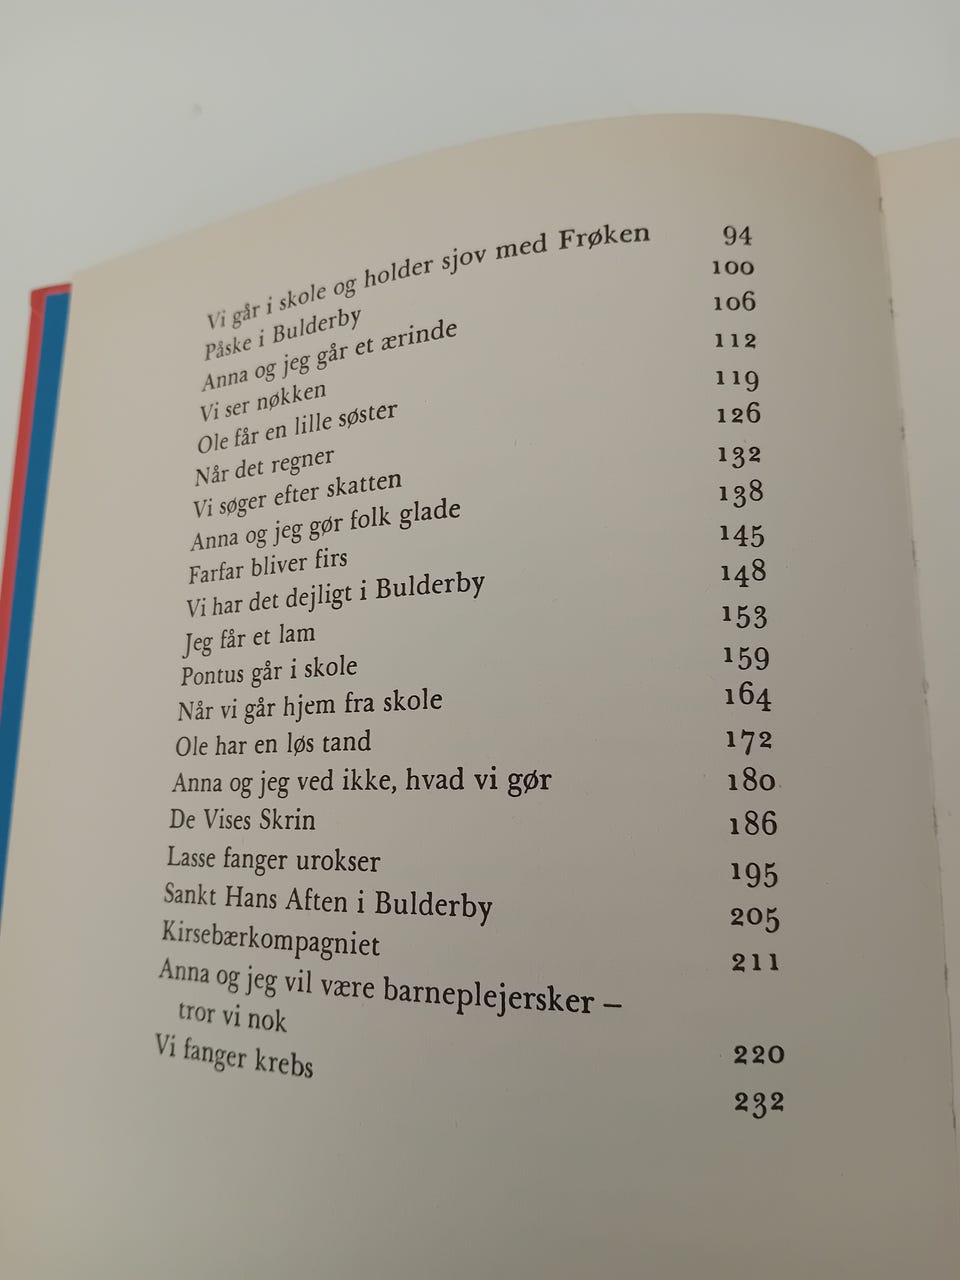 Vi går i skole og holder sjov med Frøken 94
Påske i Bulderby 100
Anna og jeg går et ærinde 106
Vi ser nøkken 112
Ole får en lille søster 119
Når det regner 126
Vi søger efter skatten 132
Anna og jeg gør folk glade 138
Farfar bliver firs 145
Vi har det dejligt i Bulderby 148
Jeg får et lam 153
Pontus går i skole 159
Når vi går hjem fra skole 164
Ole har en løs tand 172
Anna og jeg ved ikke, hvad vi gør 180
De Vises Skrin 186
Lasse fanger urokser 195
Sankt Hans Aften i Bulderby 205
Kirsebærkompagniet 211
Anna og jeg vil være barneplejersker –
tror vi nok 220
Vi fanger krebs 232